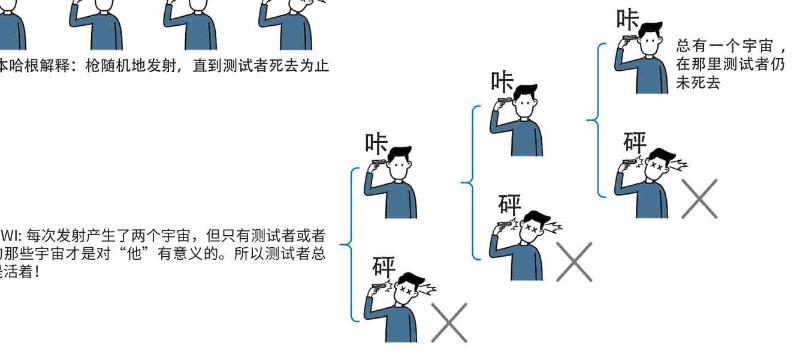 本哈根解释：枪随机地发射，直到测试者死去为止
咔
总有一个宇宙，
在那里测试者仍
未死去
咔
砰
咔
砰
WI: 每次发射产生了两个宇宙，但只有测试者或者
的那些宇宙才是对“他”有意义的。所以测试者总
是活着！
砰